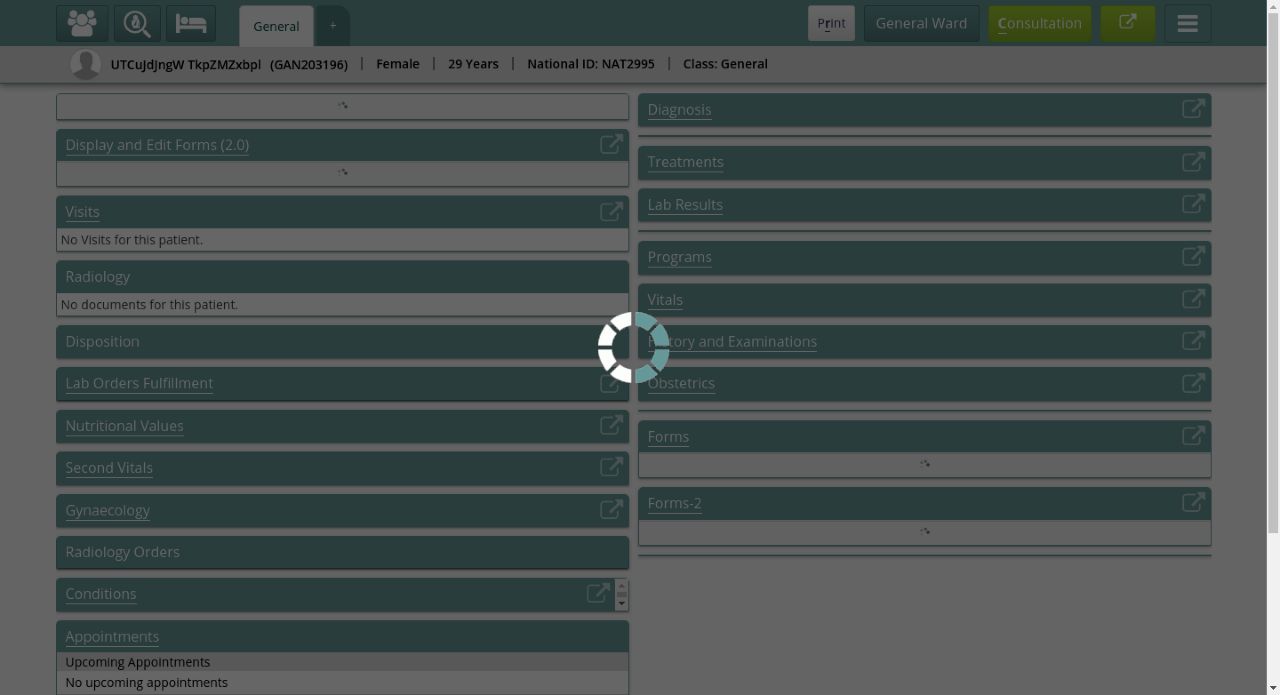 General
+
Print
General Ward
Consultation
UTCuJdJngW TkpZMZxbpl (GAN203196) | Female | 29 Years | National ID: NAT2995 | Class: General
Display and Edit Forms (2.0)
Visits
No Visits for this patient.
Radiology
No documents for this patient.
Disposition
Lab Orders Fulfillment
Nutritional Values
Second Vitals
Gynaecology
Radiology Orders
Conditions
Appointments
Upcoming Appointments
No upcoming appointments
Diagnosis
Treatments
Lab Results
Programs
Vitals
History and Examinations
Obstetrics
Forms
Forms-2